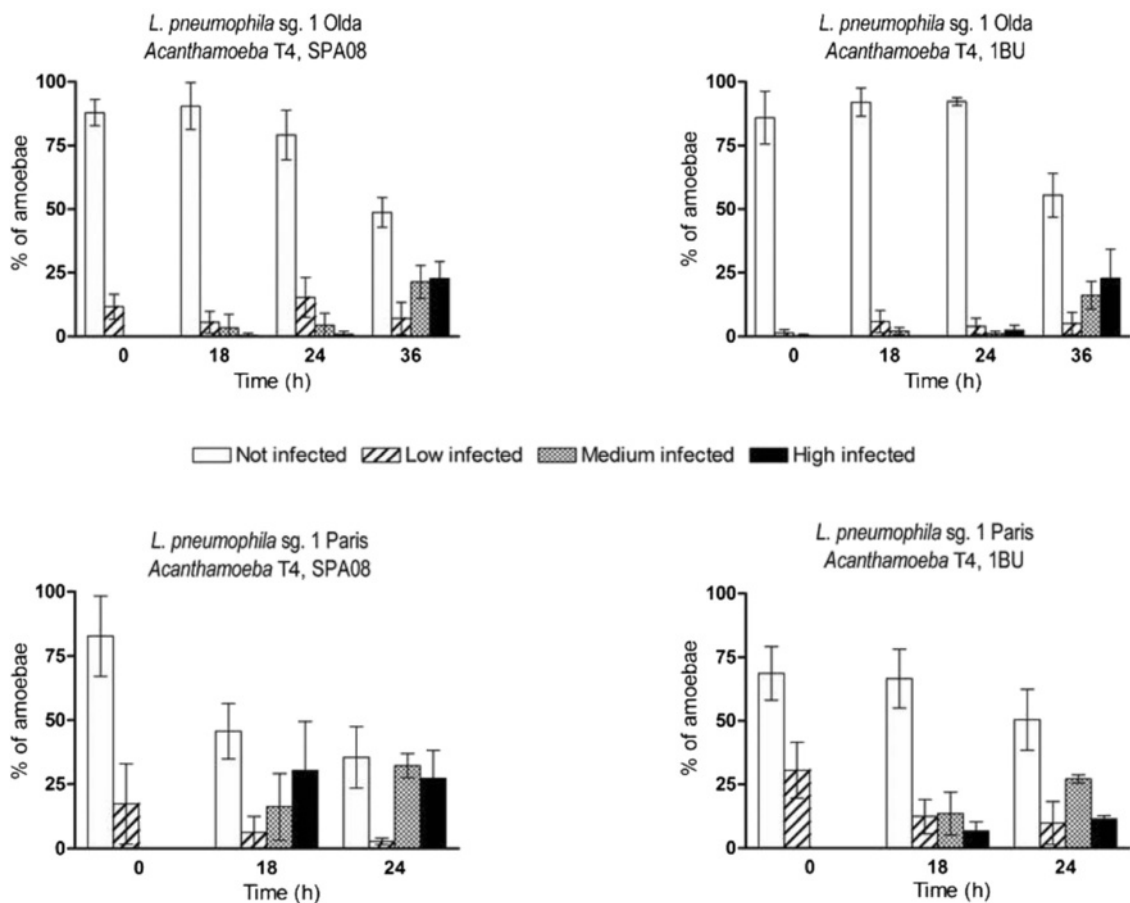 L. pneumophila sg. 1 Olda
Acanthamoeba T4, SPA08
100
75
50
25
0
% of amoebae
0 18 24 36
Time (h)
L. pneumophila sg. 1 Olda
Acanthamoeba T4, 1BU
100
75
50
25
0
% of amoebae
0 18 24 36
Time (h)
Not infected Low infected Medium infected High infected
L. pneumophila sg. 1 Paris
Acanthamoeba T4, SPA08
100
75
50
25
0
% of amoebae
0 18 24
Time (h)
L. pneumophila sg. 1 Paris
Acanthamoeba T4, 1BU
100
75
50
25
0
% of amoebae
0 18 24
Time (h)